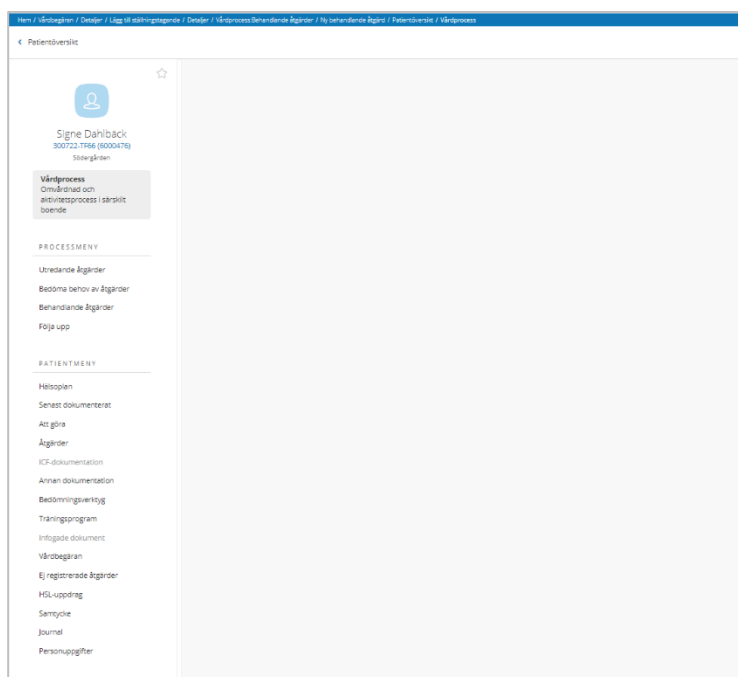 Hem / Vårdbegäran / Detaljer / Lägg till ställningstagande / Detaljer / Vårdprocess Behandlande åtgärder / Ny behandlande åtgärd / Patientöversikt / Vårdprocess
Patientöversikt
Signe Dahlbäck
300722-TF66 (6000476)
Södergården
Vårdprocess
Omvårdnad och
aktivitetsprocess i särskilt
boende
PROCESSMENY
Utredande åtgärder
Bedöma behov av åtgärder
Behandlande åtgärder
Följa upp
PATIENTMENY
Hälsoplan
Senast dokumenterat
Att göra
Åtgärder
ICF-dokumentation
Annan dokumentation
Bedömningsverktyg
Träningsprogram
Infogade dokument
Vårdbegäran
Ej registrerade åtgärder
HSL-uppdrag
Samtycke
Journal
Personuppgifter